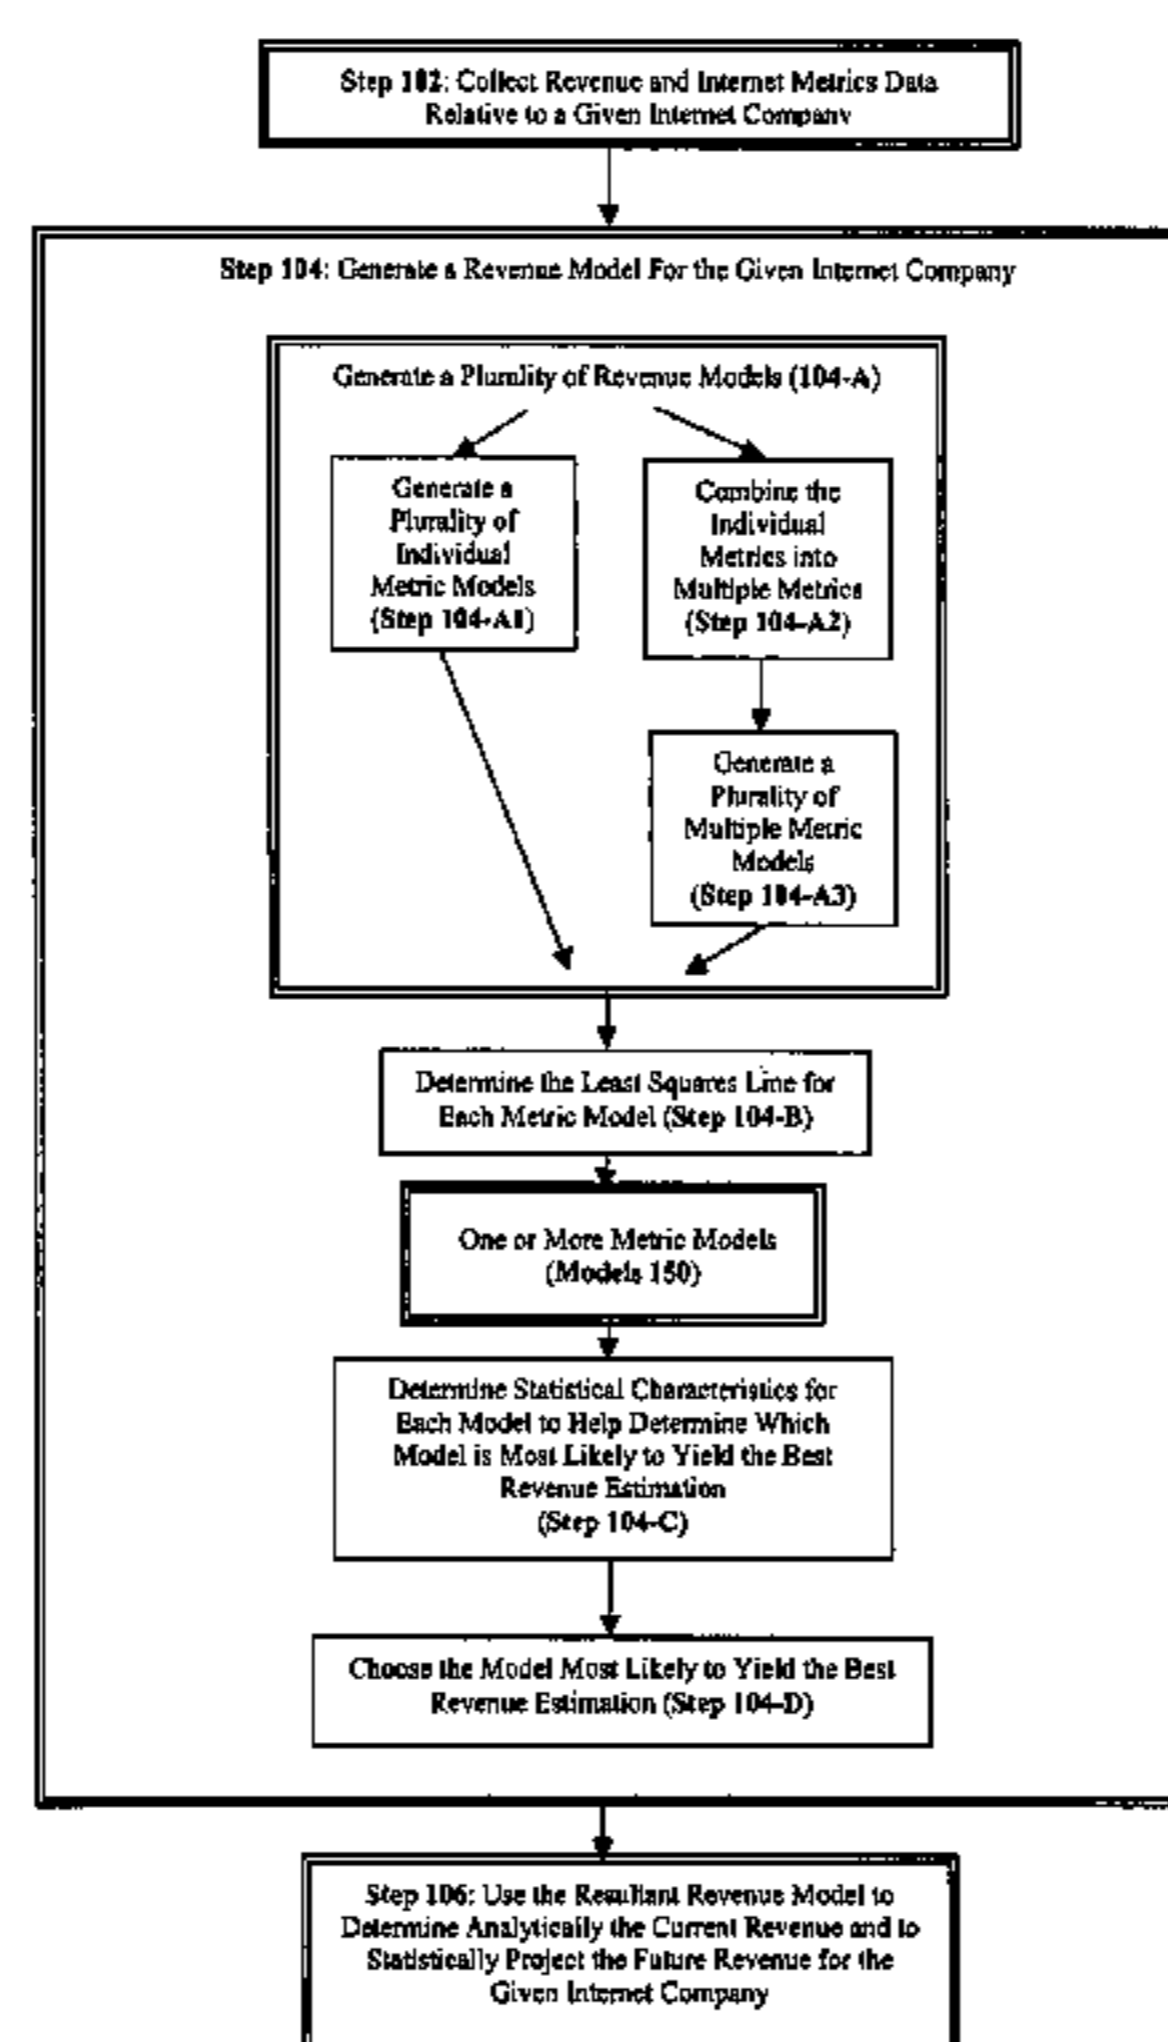 Step 102: Collect Revenue and Internet Metrics Data
Relative to a Given Internet Company
Step 104: Generate a Revenue Model For the Given Internet Company
Generate a Plurality of Revenue Models (104-A)
Generate a
Plurality of
Individual
Metric Models
(Step 104-A1)
Combine the
Individual
Metrics into
Multiple Metrics
(Step 104-A2)
Generate a
Plurality of
Multiple Metric
Models
(Step 104-A3)
Determine the Least Squares Line for
Each Metric Model (Step 104-B)
One or More Metric Models
(Models 150)
Determine Statistical Characteristics for
Each Model to Help Determine Which
Model is Most Likely to Yield the Best
Revenue Estimation
(Step 104-C)
Choose the Model Most Likely to Yield the Best
Revenue Estimation (Step 104-D)
Step 106: Use the Resultant Revenue Model to
Determine Analytically the Current Revenue and to
Statistically Project the Future Revenue for the
Given Internet Company